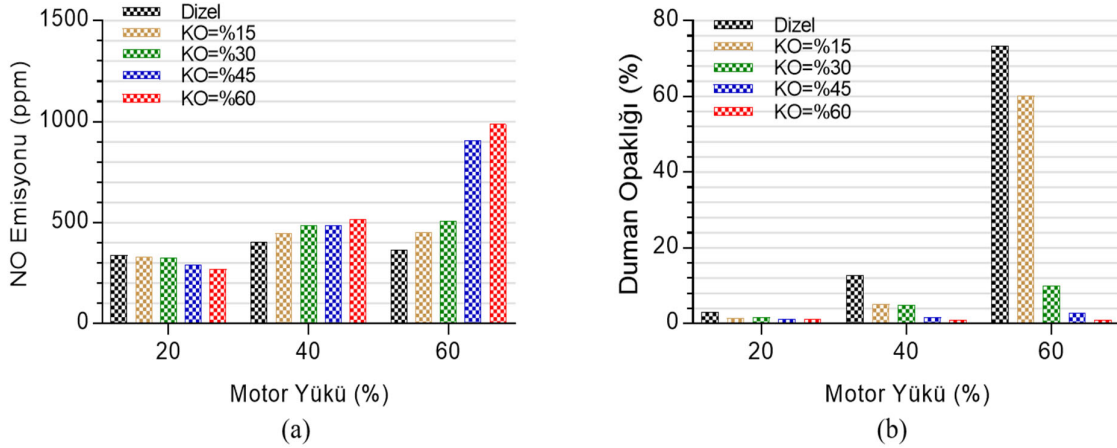 Dizel
KO=%15
KO=%30
KO=%45
KO=%60
NO Emisyonu (ppm)
1500
1000
500
0
20
40
60
Motor Yükü (%)
(a)
Dizel
KO=%15
KO=%30
KO=%45
KO=%60
Duman Opaklığı (%)
80
60
40
20
0
20
40
60
Motor Yükü (%)
(b)